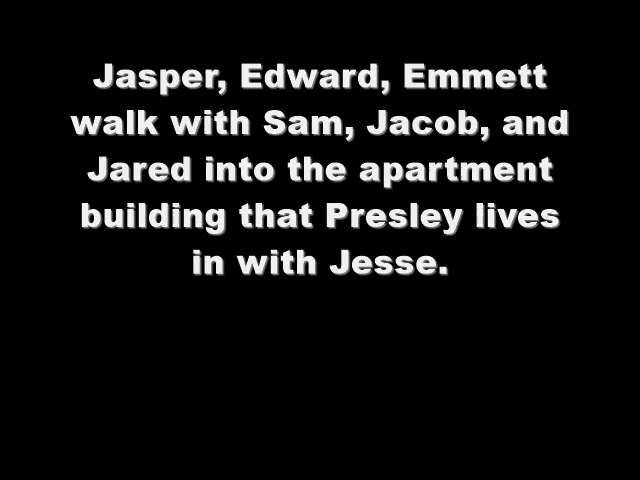 Jasper, Edward, Emmett
walk with Sam, Jacob, and
Jared into the apartment
building that Presley lives
in with Jesse.